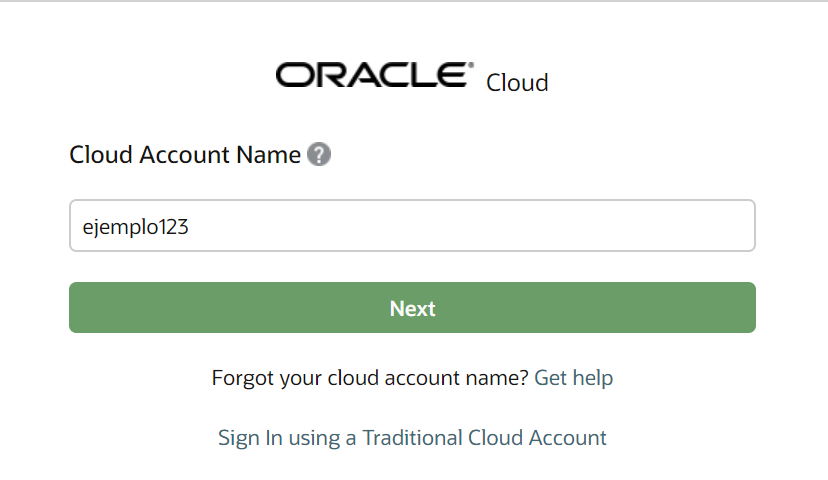 ORACLE® Cloud
Cloud Account Name ?
ejemplo123
Next
Forgot your cloud account name? Get help
Sign In using a Traditional Cloud Account